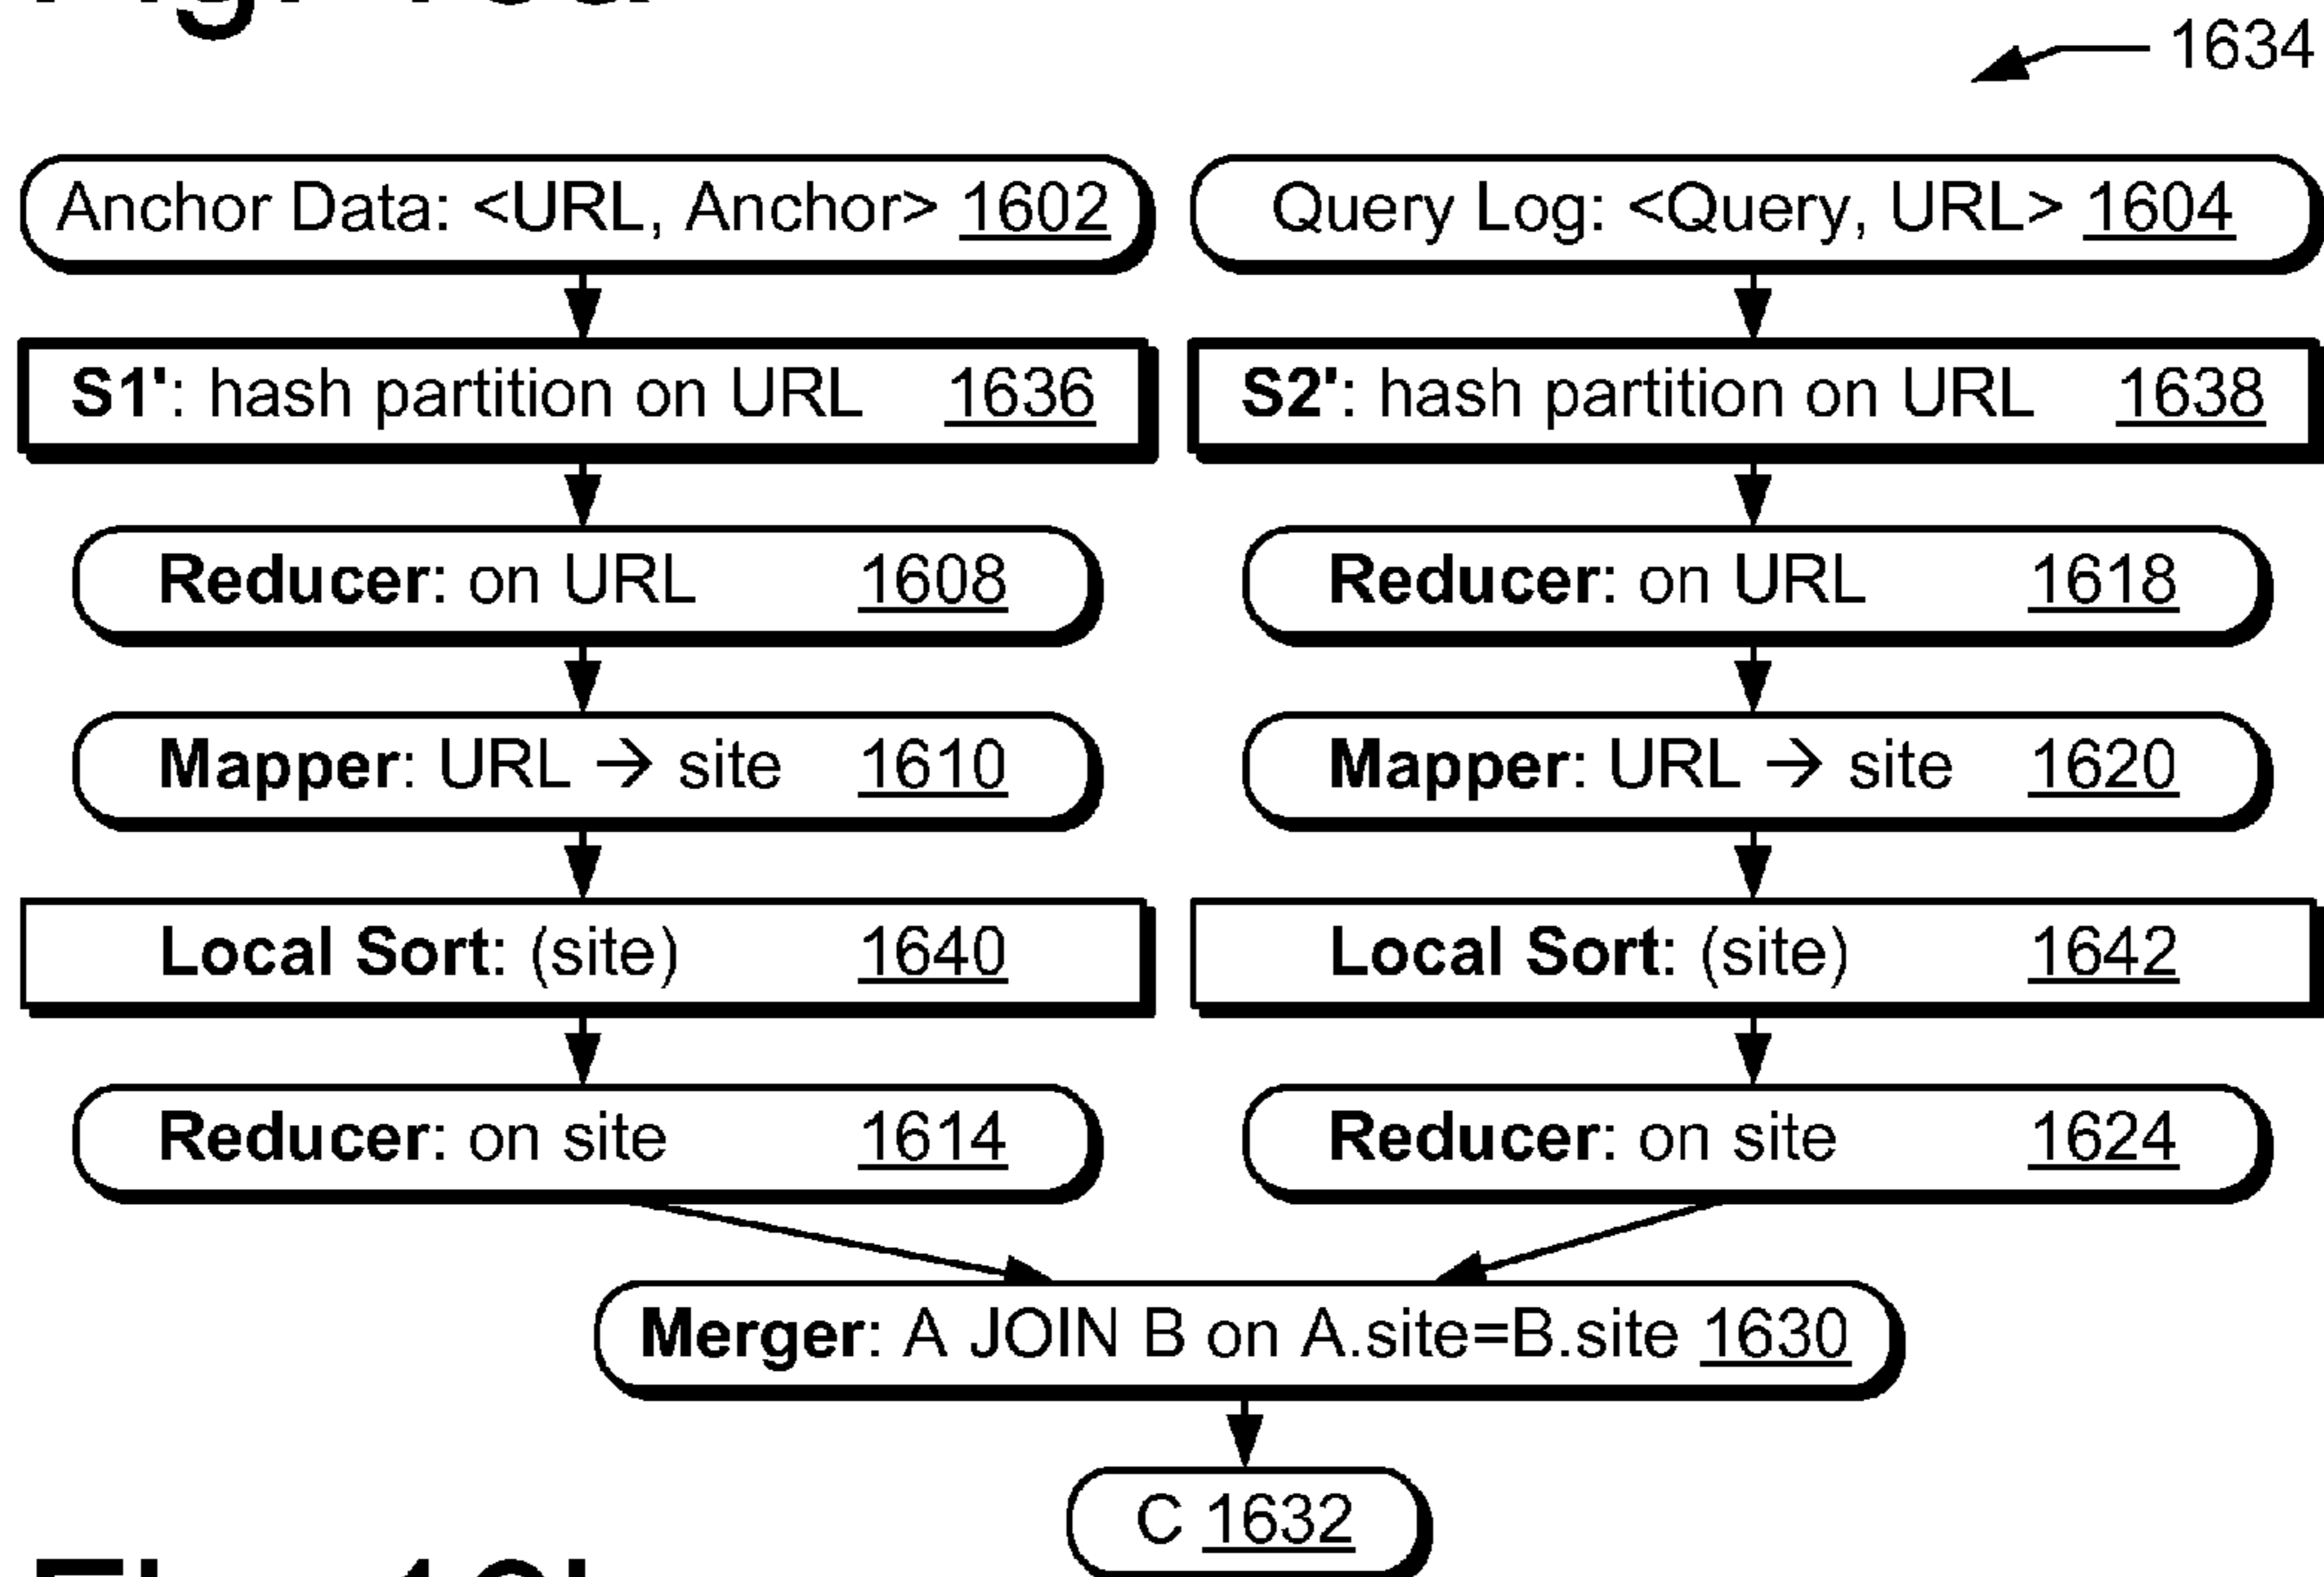 1634
Anchor Data: <URL, Anchor> 1602
Query Log: <Query, URL> 1604
S1': hash partition on URL 1636
S2': hash partition on URL 1638
Reducer: on URL 1608
Reducer: on URL 1618
Mapper: URL → site 1610
Mapper: URL → site 1620
Local Sort: (site) 1640
Local Sort: (site) 1642
Reducer: on site 1614
Reducer: on site 1624
Merger: A JOIN B on A.site=B.site 1630
C 1632